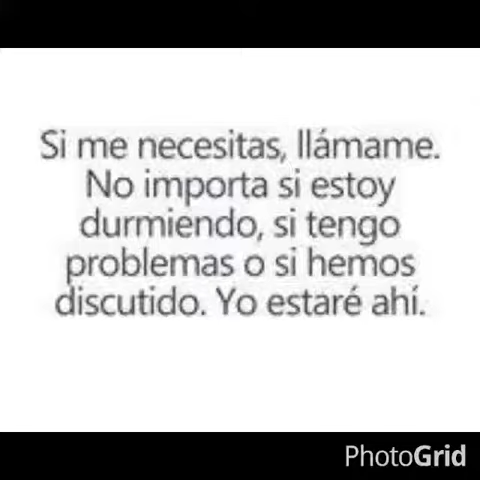 Si me necesitas, llámame.
No importa si estoy
durmiendo, si tengo
problemas o si hemos
discutido. Yo estaré ahí.
PhotoGrid